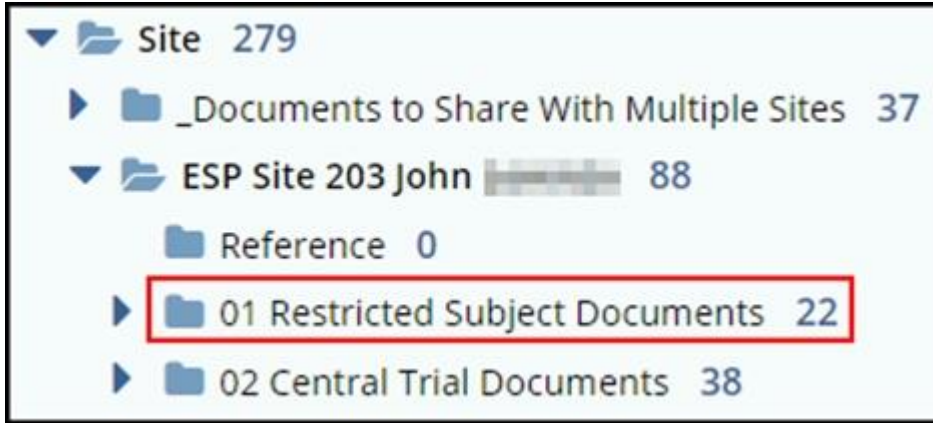 Site 279
_Documents to Share With Multiple Sites 37
ESP Site 203 John 88
Reference 0
01 Restricted Subject Documents 22
02 Central Trial Documents 38